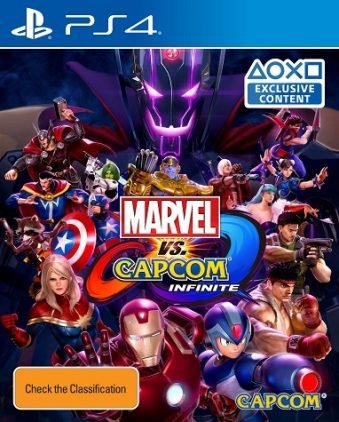 PS4
EXCLUSIVE
CONTENT
MARVEL
VS.
CAPCOM
INFINITE
Check the Classification
CAPCOM